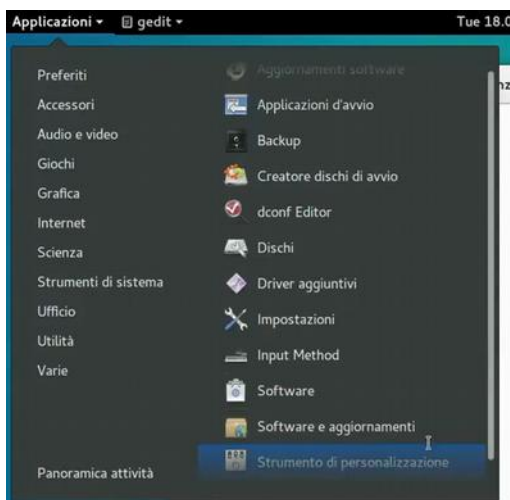 Applicazioni gedit Tue 18.0
Preferiti
Accessori
Audio e video
Giochi
Grafica
Internet
Scienza
Strumenti di sistema
Ufficio
Utilità
Varie
Panoramica attività
Aggiornamenti software
Applicazioni d'avvio
Backup
Creatore dischi di avvio
dconf Editor
Dischi
Driver aggiuntivi
Impostazioni
Input Method
Software
Software e aggiornamenti
Strumento di personalizzazione